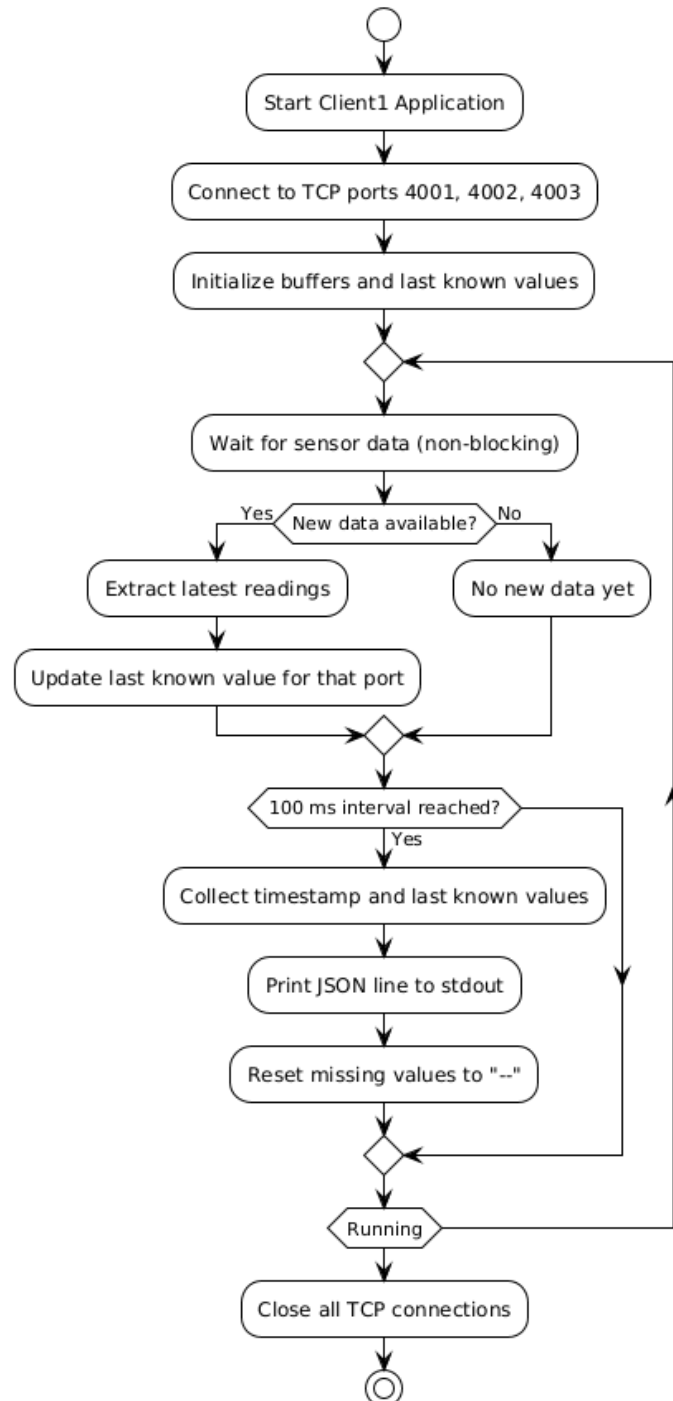 Start Client1 Application
Connect to TCP ports 4001, 4002, 4003
Initialize buffers and last known values
Wait for sensor data (non-blocking)
Yes
New data available?
No
Extract latest readings
No new data yet
Update last known value for that port
100 ms interval reached?
Yes
Collect timestamp and last known values
Print JSON line to stdout
Reset missing values to "--"
Running
Close all TCP connections